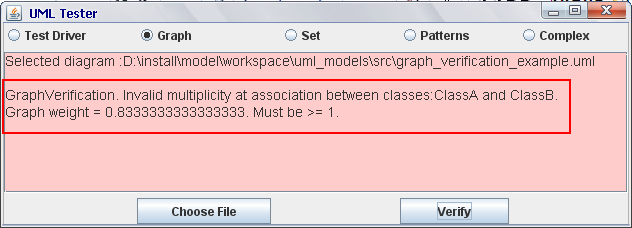 UML Tester
Test Driver Graph Set Patterns Complex
Selected diagram :D:\install\model\workspace\uml_models\src\graph_verification_example.uml
GraphVerification. Invalid multiplicity at association between classes:ClassA and ClassB.
Graph weight = 0.8333333333333333. Must be >= 1.
Choose File Verify